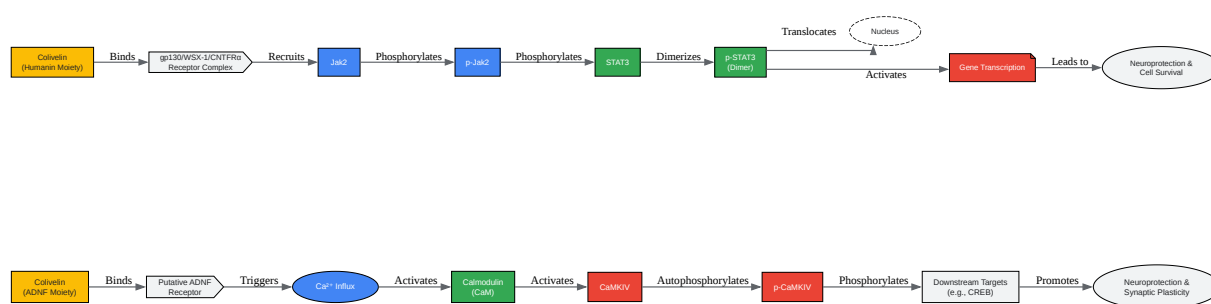 Translocates
Nucleus
Colivelin
(Humanin Moiety)
Binds
gp130/WSX-1/CNTFRα
Receptor Complex
Recruits
Jak2
Phosphorylates
p-Jak2
Phosphorylates
STAT3
Dimerizes
p-STAT3
(Dimer)
Activates
Gene Transcription
Leads to
Neuroprotection &
Cell Survival
Colivelin
(ADNF Moiety)
Binds
Putative ADNF
Receptor
Triggers
Ca²⁺ Influx
Activates
Calmodulin
(CaM)
Activates
CaMKIV
Autophosphorylates
p-CaMKIV
Phosphorylates
Downstream Targets
(e.g., CREB)
Promotes
Neuroprotection &
Synaptic Plasticity